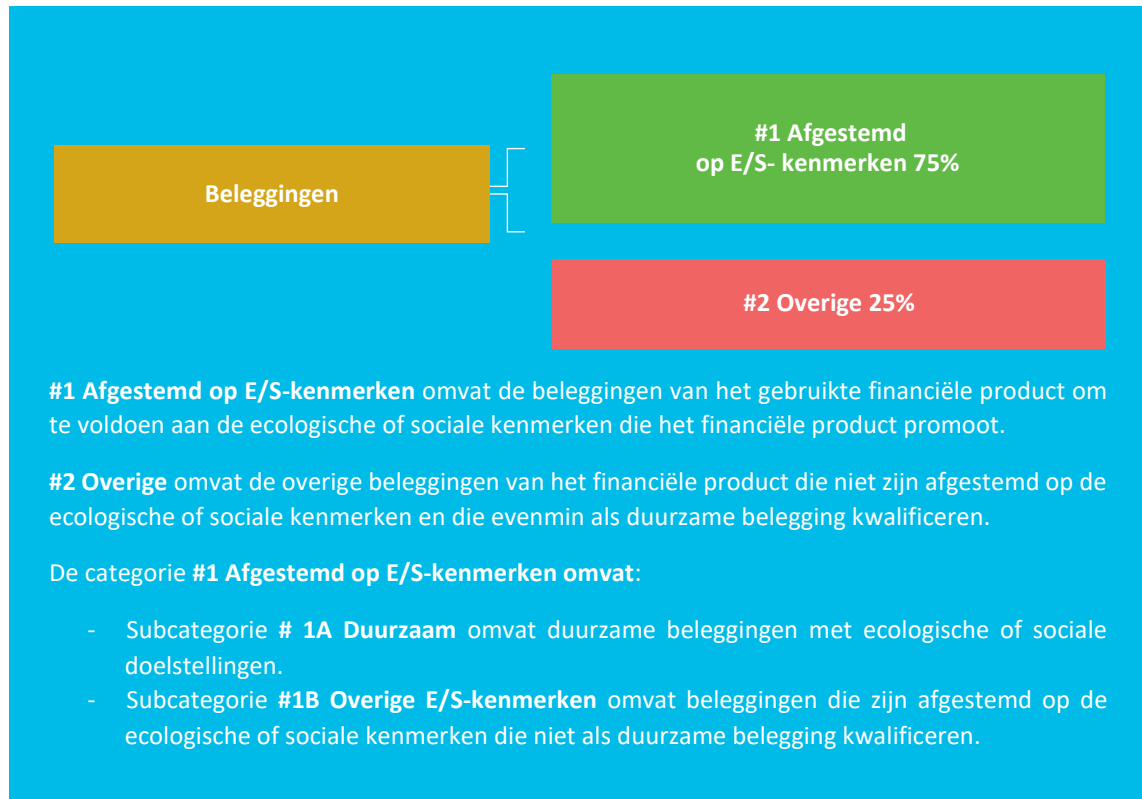 #1 Afgestemd
op E/S- kenmerken 75%
Beleggingen
#2 Overige 25%
#1 Afgestemd op E/S-kenmerken omvat de beleggingen van het gebruikte financiële product om
te voldoen aan de ecologische of sociale kenmerken die het financiële product promoot.
#2 Overige omvat de overige beleggingen van het financiële product die niet zijn afgestemd op de
ecologische of sociale kenmerken en die evenmin als duurzame belegging kwalificeren.
De categorie #1 Afgestemd op E/S-kenmerken omvat:
- Subcategorie # 1A Duurzaam omvat duurzame beleggingen met ecologische of sociale
doelstellingen.
- Subcategorie #1B Overige E/S-kenmerken omvat beleggingen die zijn afgestemd op de
ecologische of sociale kenmerken die niet als duurzame belegging kwalificeren.